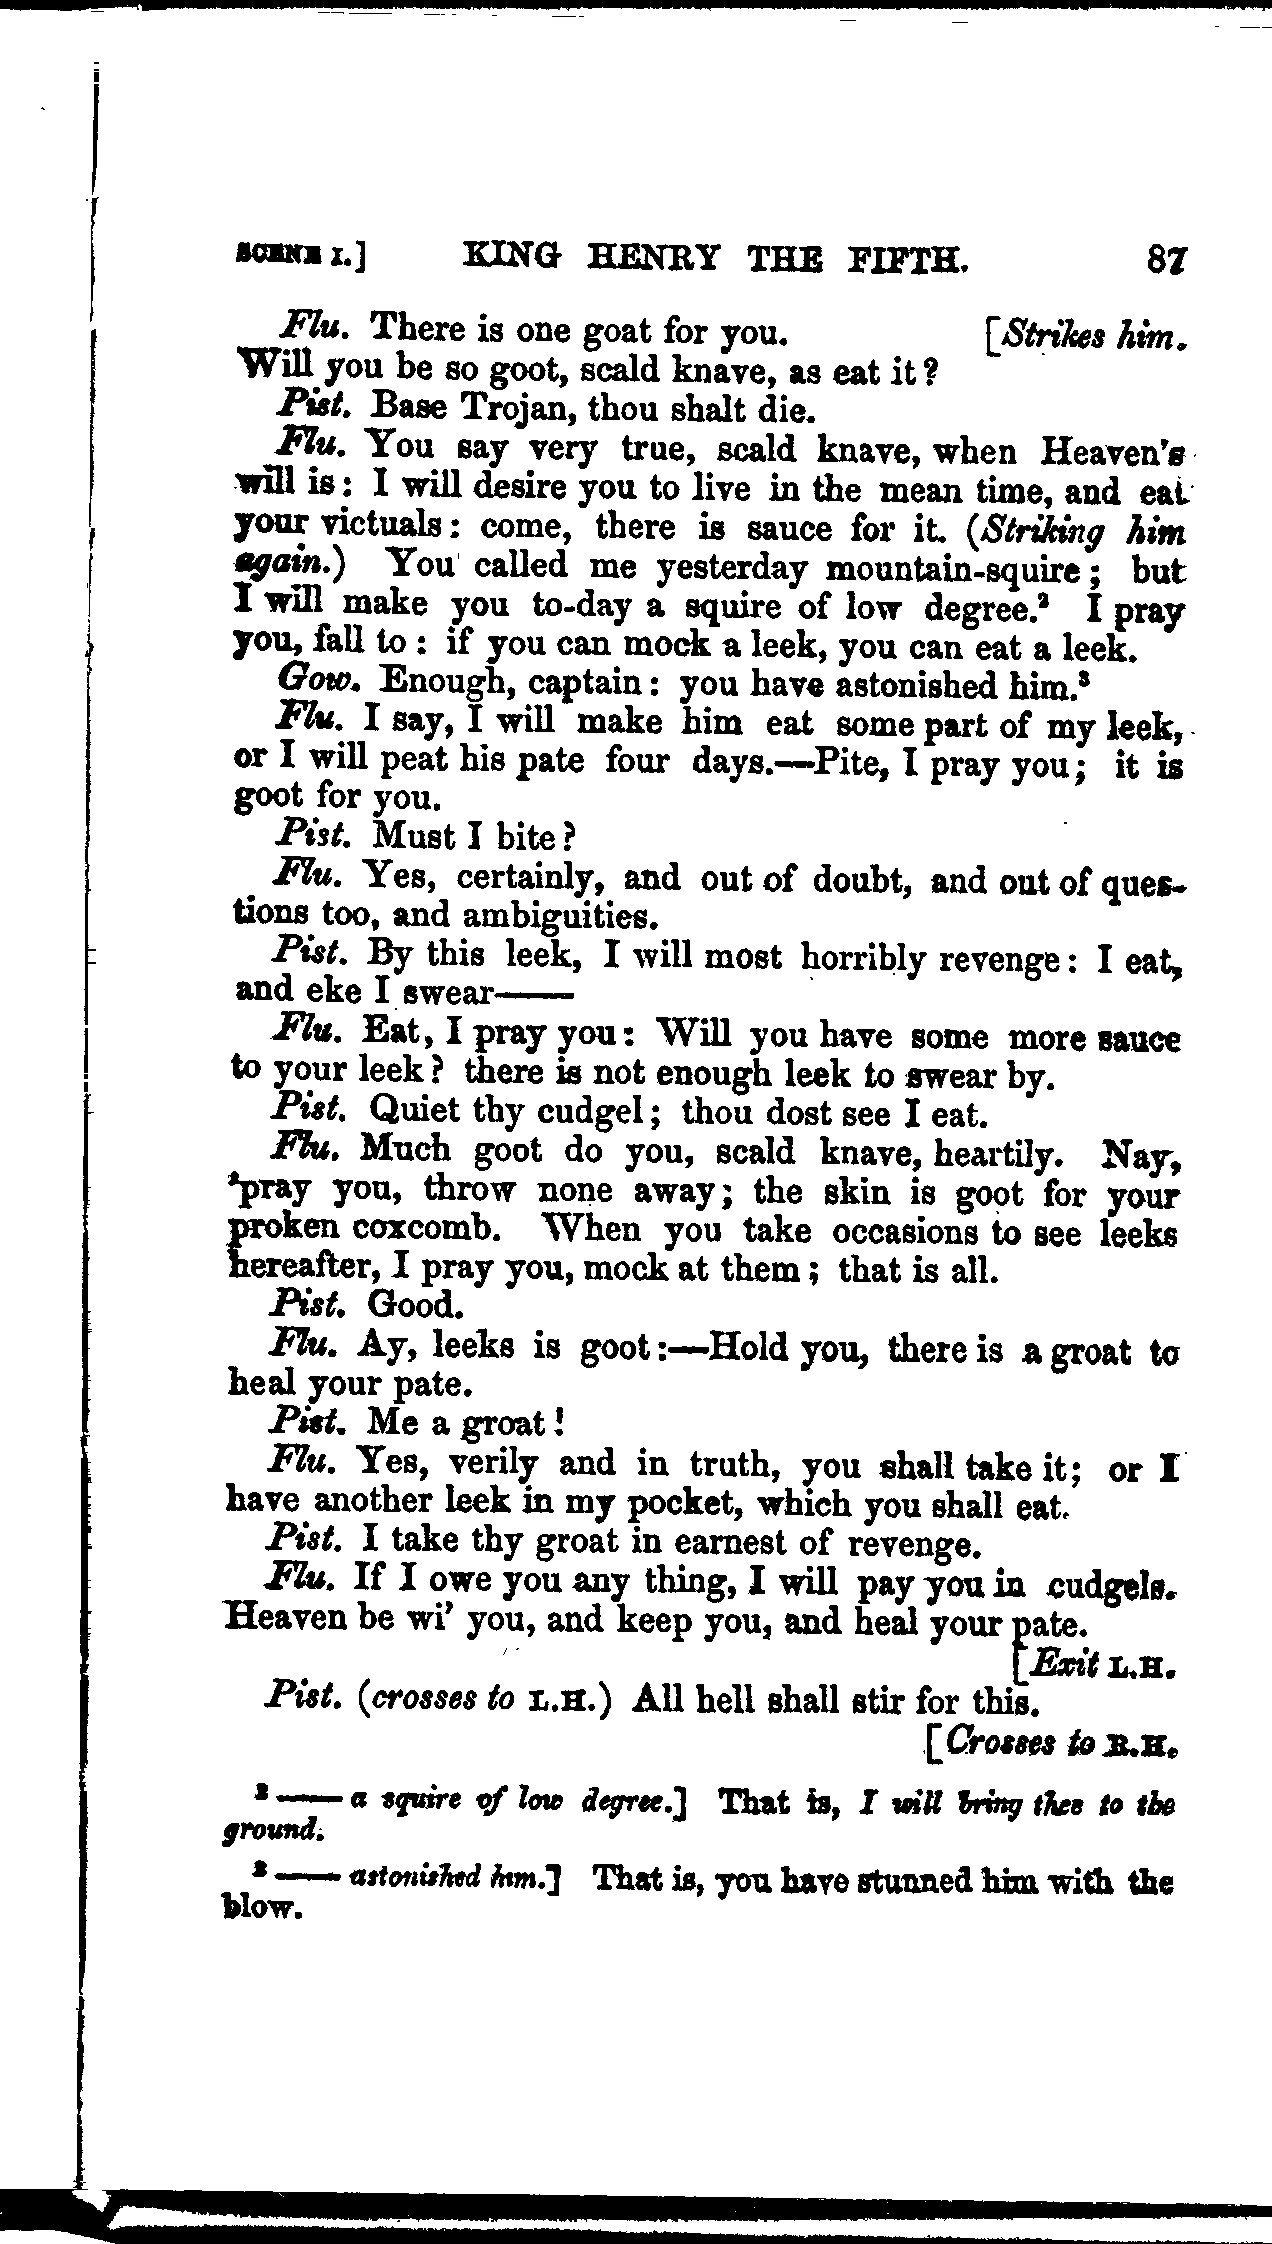 SCENE I.] KING HENRY THE FIFTH. 87
Flu. There is one goat for you. [Strikes him.
Will you be so goot, scald knave, as eat it?
Pist. Base Trojan, thou shalt die.
Flu. You say very true, scald knave, when Heaven's
will is: I will desire you to live in the mean time, and eat
your victuals: come, there is sauce for it. (Striking him
again.) You called me yesterday mountain-squire; but
I will make you to-day a squire of low degree.² I pray
you, fall to: if you can mock a leek, you can eat a leek.
Gow. Enough, captain: you have astonished him.³
Flu. I say, I will make him eat some part of my leek,
or I will peat his pate four days.—Pite, I pray you; it is
goot for you.
Pist. Must I bite?
Flu. Yes, certainly, and out of doubt, and out of ques-
tions too, and ambiguities.
Pist. By this leek, I will most horribly revenge: I eat,
and eke I swear——
Flu. Eat, I pray you: Will you have some more sauce
to your leek? there is not enough leek to swear by.
Pist. Quiet thy cudgel; thou dost see I eat.
Flu. Much goot do you, scald knave, heartily. Nay,
'pray you, throw none away; the skin is goot for your
proken coxcomb. When you take occasions to see leeks
hereafter, I pray you, mock at them; that is all.
Pist. Good.
Flu. Ay, leeks is goot:—Hold you, there is a groat to
heal your pate.
Pist. Me a groat!
Flu. Yes, verily and in truth, you shall take it; or I
have another leek in my pocket, which you shall eat.
Pist. I take thy groat in earnest of revenge.
Flu. If I owe you any thing, I will pay you in cudgels.
Heaven be wi' you, and keep you, and heal your pate.
[Exit L.H.
Pist. (crosses to L.H.) All hell shall stir for this.
[Crosses to R.H.
² —— a squire of low degree.] That is, I will bring thee to the
ground.
³ —— astonished him.] That is, you have stunned him with the
blow.